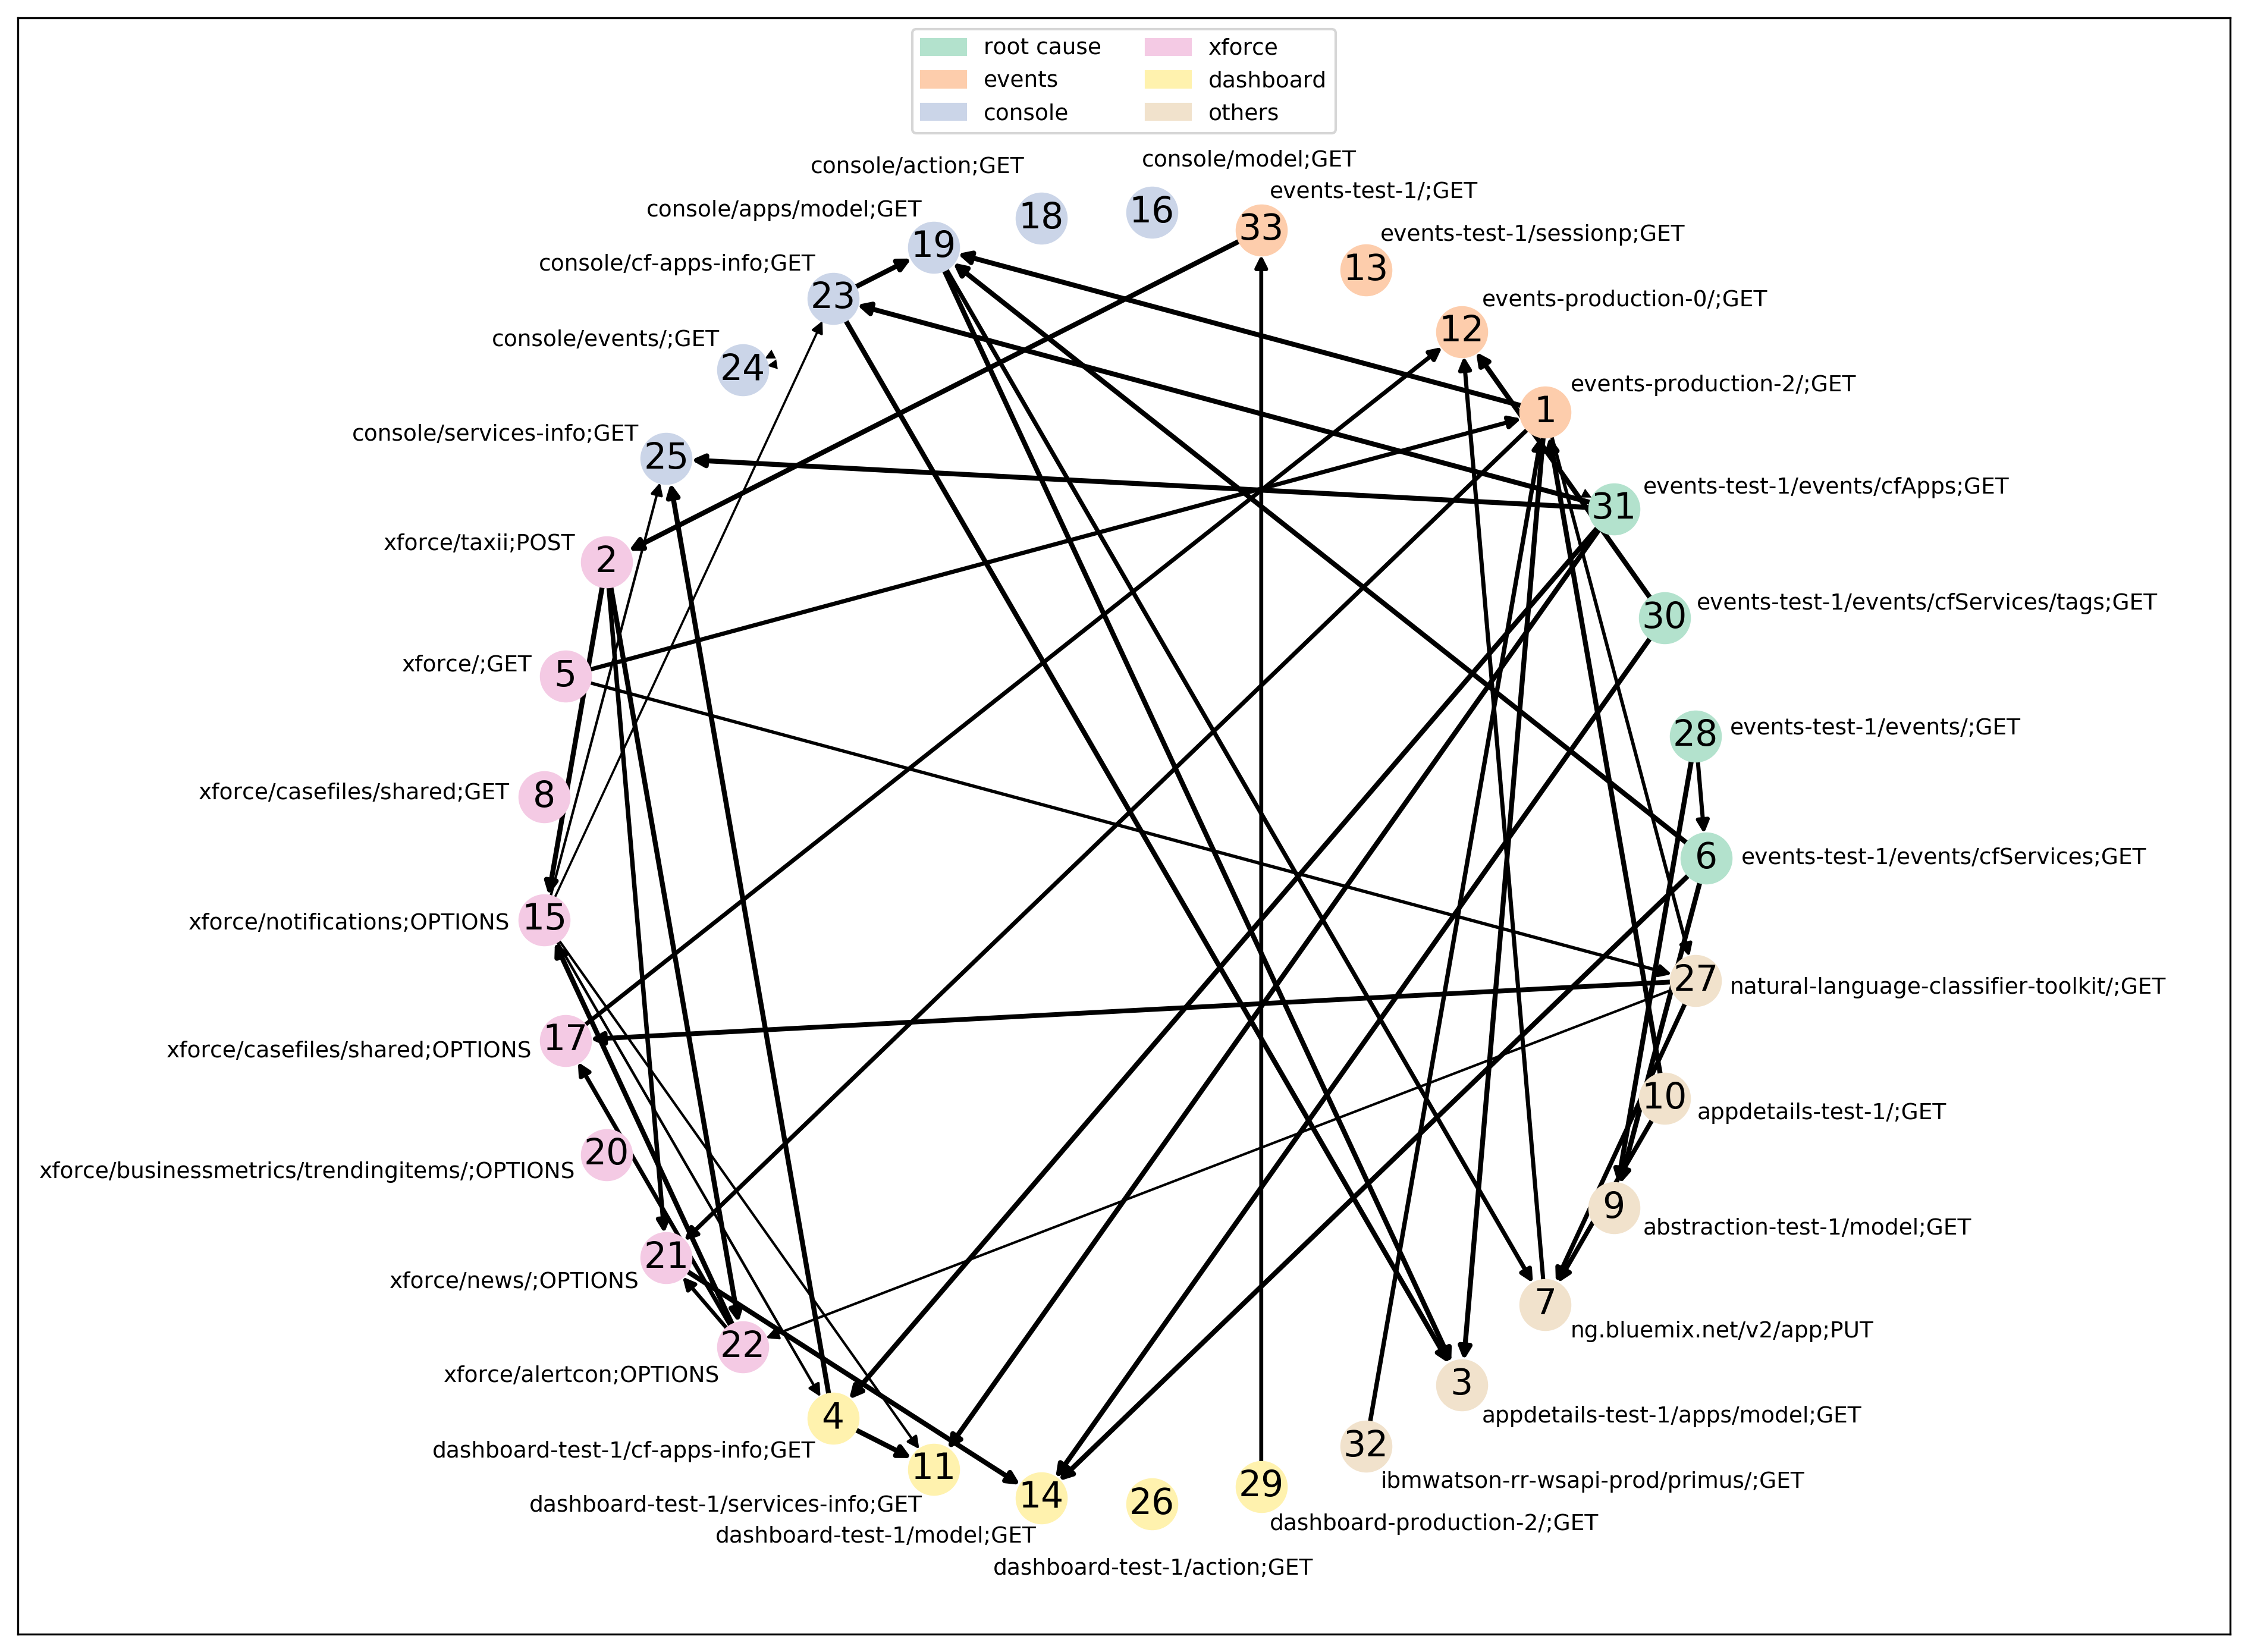 root cause
events
console
xforce
dashboard
others
console/action;GET
console/model;GET
18
16
console/apps/model;GET
19
33
events-test-1/;GET
13
events-test-1/sessionp;GET
console/cf-apps-info;GET
23
12
events-production-0/;GET
console/events/;GET
24
1
events-production-2/;GET
console/services-info;GET
25
31
events-test-1/events/cfApps;GET
xforce/taxii;POST
2
30
events-test-1/events/cfServices/tags;GET
xforce/;GET
5
28
events-test-1/events/;GET
xforce/casefiles/shared;GET
8
6
events-test-1/events/cfServices;GET
xforce/notifications;OPTIONS
15
27
natural-language-classifier-toolkit/;GET
xforce/casefiles/shared;OPTIONS
17
10
appdetails-test-1/;GET
xforce/businessmetrics/trendingitems/;OPTIONS
20
9
abstraction-test-1/model;GET
xforce/news/;OPTIONS
21
7
ng.bluemix.net/v2/app;PUT
xforce/alertcon;OPTIONS
22
3
appdetails-test-1/apps/model;GET
dashboard-test-1/cf-apps-info;GET
4
32
ibmwatson-rr-wsapi-prod/primus/;GET
dashboard-test-1/services-info;GET
11
29
dashboard-production-2/;GET
dashboard-test-1/model;GET
14
26
dashboard-test-1/action;GET